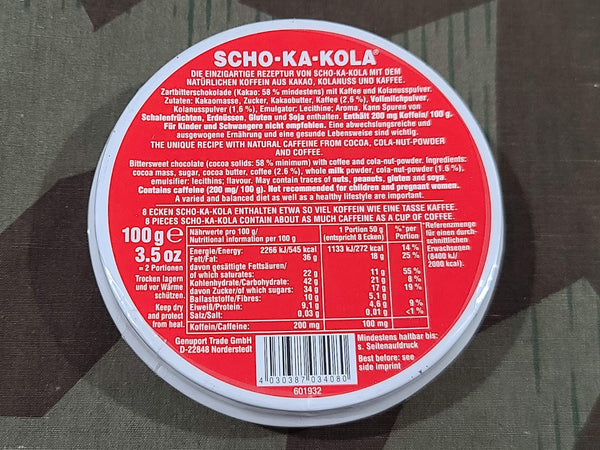 SCHO-KA-KOLA®
DIE EINZIGARTIGE REZEPTUR VON SCHO-KA-KOLA MIT DEM
NATÜRLICHEN KOFFEIN AUS KAKAO, KOLANUSS UND KAFFEE.
Zartbitterschokolade (Kakao: 58 % mindestens) mit Kaffee und Kolanusspulver.
Zutaten: Kakaomasse, Zucker, Kakaobutter, Kaffee (2.6 %), Vollmilchpulver,
Kolanusspulver (1,6 %), Emulgator: Lecithine; Aroma. Kann Spuren von
Schalenfrüchten, Erdnüssen, Gluten und Soja enthalten. Enthält 200 mg Koffein/ 100 g.
Für Kinder und Schwangere nicht empfohlen. Eine abwechslungsreiche und
ausgewogene Ernährung und eine gesunde Lebensweise sind wichtig.
THE UNIQUE RECIPE WITH NATURAL CAFFEINE FROM COCOA, COLA-NUT-POWDER
AND COFFEE.
Bittersweet chocolate (cocoa solids: 58 % minimum) with coffee and cola-nut-powder. Ingredients:
cocoa mass, sugar, cocoa butter, coffee (2.6 %), whole milk powder, cola-nut-powder (1.6 %),
emulsifier: lecithins; flavour. May contain traces of nuts, peanuts, gluten and soya.
Contains caffeine (200 mg/ 100 g). Not recommended for children and pregnant women.
A varied and balanced diet as well as a healthy lifestyle are important.
8 ECKEN SCHO-KA-KOLA ENTHALTEN ETWA SO VIEL KOFFEIN WIE EINE TASSE KAFFEE.
8 PIECES SCHO-KA-KOLA CONTAIN ABOUT AS MUCH CAFFEINE AS A CUP OF COFFEE.
100 g e
3.5 oz
= 2 Portionen
Trocken lagern
und vor Wärme
schützen.
Keep dry
and protect
from heat.
Nährwerte pro 100 g/ 1 Portion 50 g %* per
Nutritional information per 100 g (entspricht 8 Ecken) Portion
Energie/Energy: 2266 kJ/545 kcal 1133 kJ/272 kcal 14 %
Fett/Fat: 36 g 18 g 25 %
davon gesättigte Fettsäuren/
of which saturates: 22 g 11 g 55 %
Kohlenhydrate/Carbohydrate: 42 g 21 g 8 %
davon Zucker/of which sugars: 34 g 17 g 19 %
Ballaststoffe/Fibres: 10 g 5,1 g
Eiweiß/Protein: 9,1 g 4,6 g 9 %
Salz/Salt: 0,03 g 0,01 g <1 %
Koffein/Caffeine: 200 mg 100 mg
*Referenzmenge
für einen durch-
schnittlichen
Erwachsenen
(8400 kJ/
2000 kcal).
Genuport Trade GmbH
D-22848 Norderstedt
4 030387 034080
601932
Mindestens haltbar bis:
s. Seitenaufdruck
Best before: see
side imprint